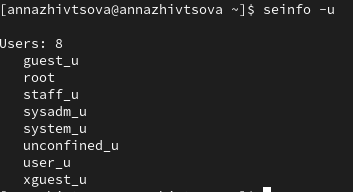 [annazhivtsova@annazhivtsova ~]$ seinfo -u
Users: 8
guest_u
root
staff_u
sysadm_u
system_u
unconfined_u
user_u
xguest_u